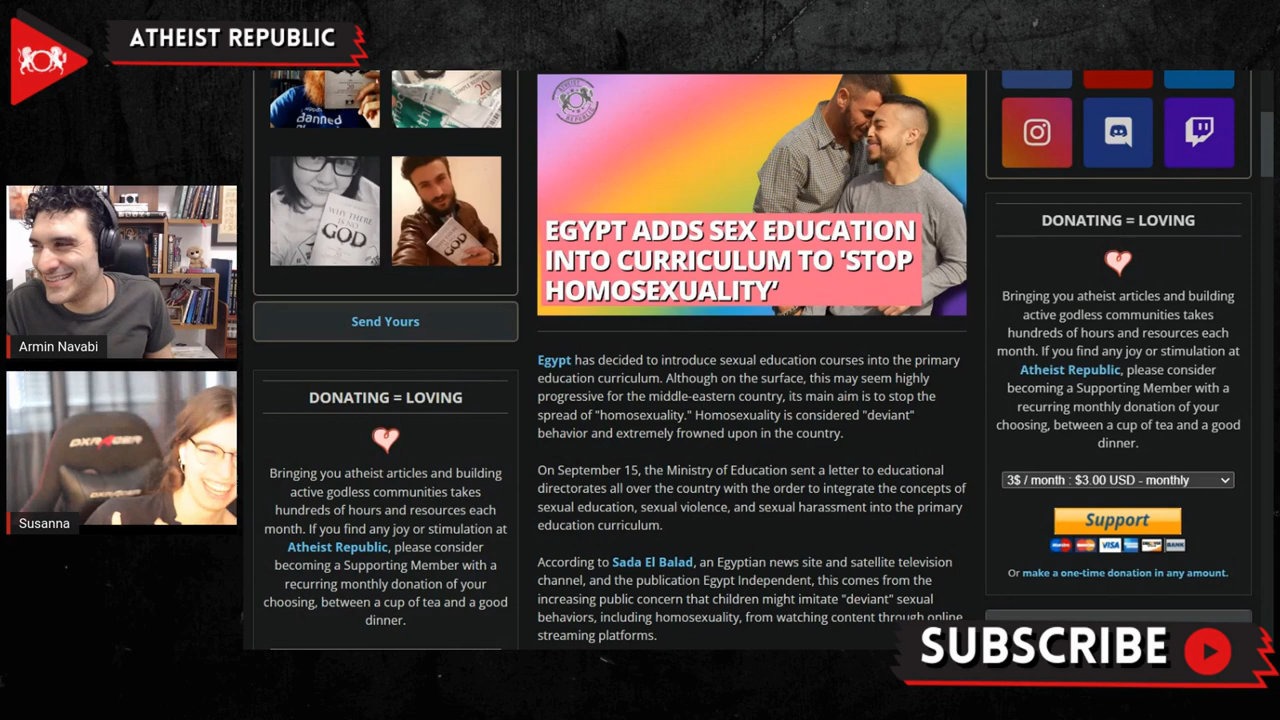 ATHEIST REPUBLIC
Banned
20
WHY THERE
IS NO
GOD
GOD
Send Yours
DONATING = LOVING
Bringing you atheist articles and building
active godless communities takes
hundreds of hours and resources each
month. If you find any joy or stimulation at
Atheist Republic, please consider
becoming a Supporting Member with a
recurring monthly donation of your
choosing, between a cup of tea and a good
dinner.
Armin Navabi
DXRACER
DXRACER
Susanna
EGYPT ADDS SEX EDUCATION
INTO CURRICULUM TO 'STOP
HOMOSEXUALITY'
Egypt has decided to introduce sexual education courses into the primary
education curriculum. Although on the surface, this may seem highly
progressive for the middle-eastern country, its main aim is to stop the
spread of "homosexuality." Homosexuality is considered "deviant"
behavior and extremely frowned upon in the country.
On September 15, the Ministry of Education sent a letter to educational
directorates all over the country with the order to integrate the concepts of
sexual education, sexual violence, and sexual harassment into the primary
education curriculum.
According to Sada El Balad, an Egyptian news site and satellite television
channel, and the publication Egypt Independent, this comes from the
increasing public concern that children might imitate "deviant" sexual
behaviors, including homosexuality, from watching content through online
streaming platforms.
DONATING = LOVING
Bringing you atheist articles and building
active godless communities takes
hundreds of hours and resources each
month. If you find any joy or stimulation at
Atheist Republic, please consider
becoming a Supporting Member with a
recurring monthly donation of your
choosing, between a cup of tea and a good
dinner.
3$ / month : $3.00 USD - monthly
Support
VISA
BANK
Or make a one-time donation in any amount.
SUBSCRIBE